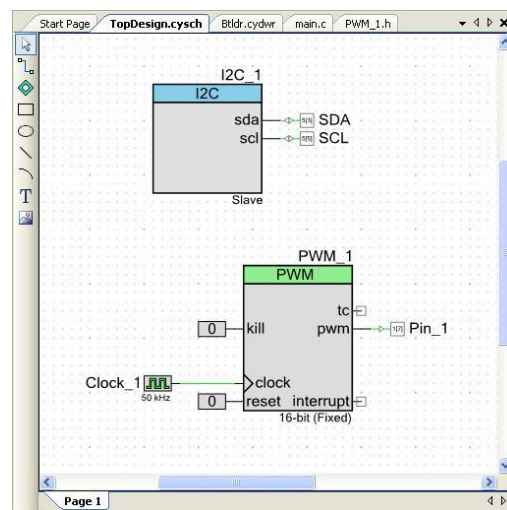 Start Page TopDesign.cysch Btldr.cydwr main.c PWM_1.h
T
I2C_1
I2C
sda SDA
scl SCL
Slave
PWM_1
PWM
tc
0 kill pwm Pin_1
Clock_1 clock
50 kHz
0 reset interrupt
16-bit (Fixed)
Page 1